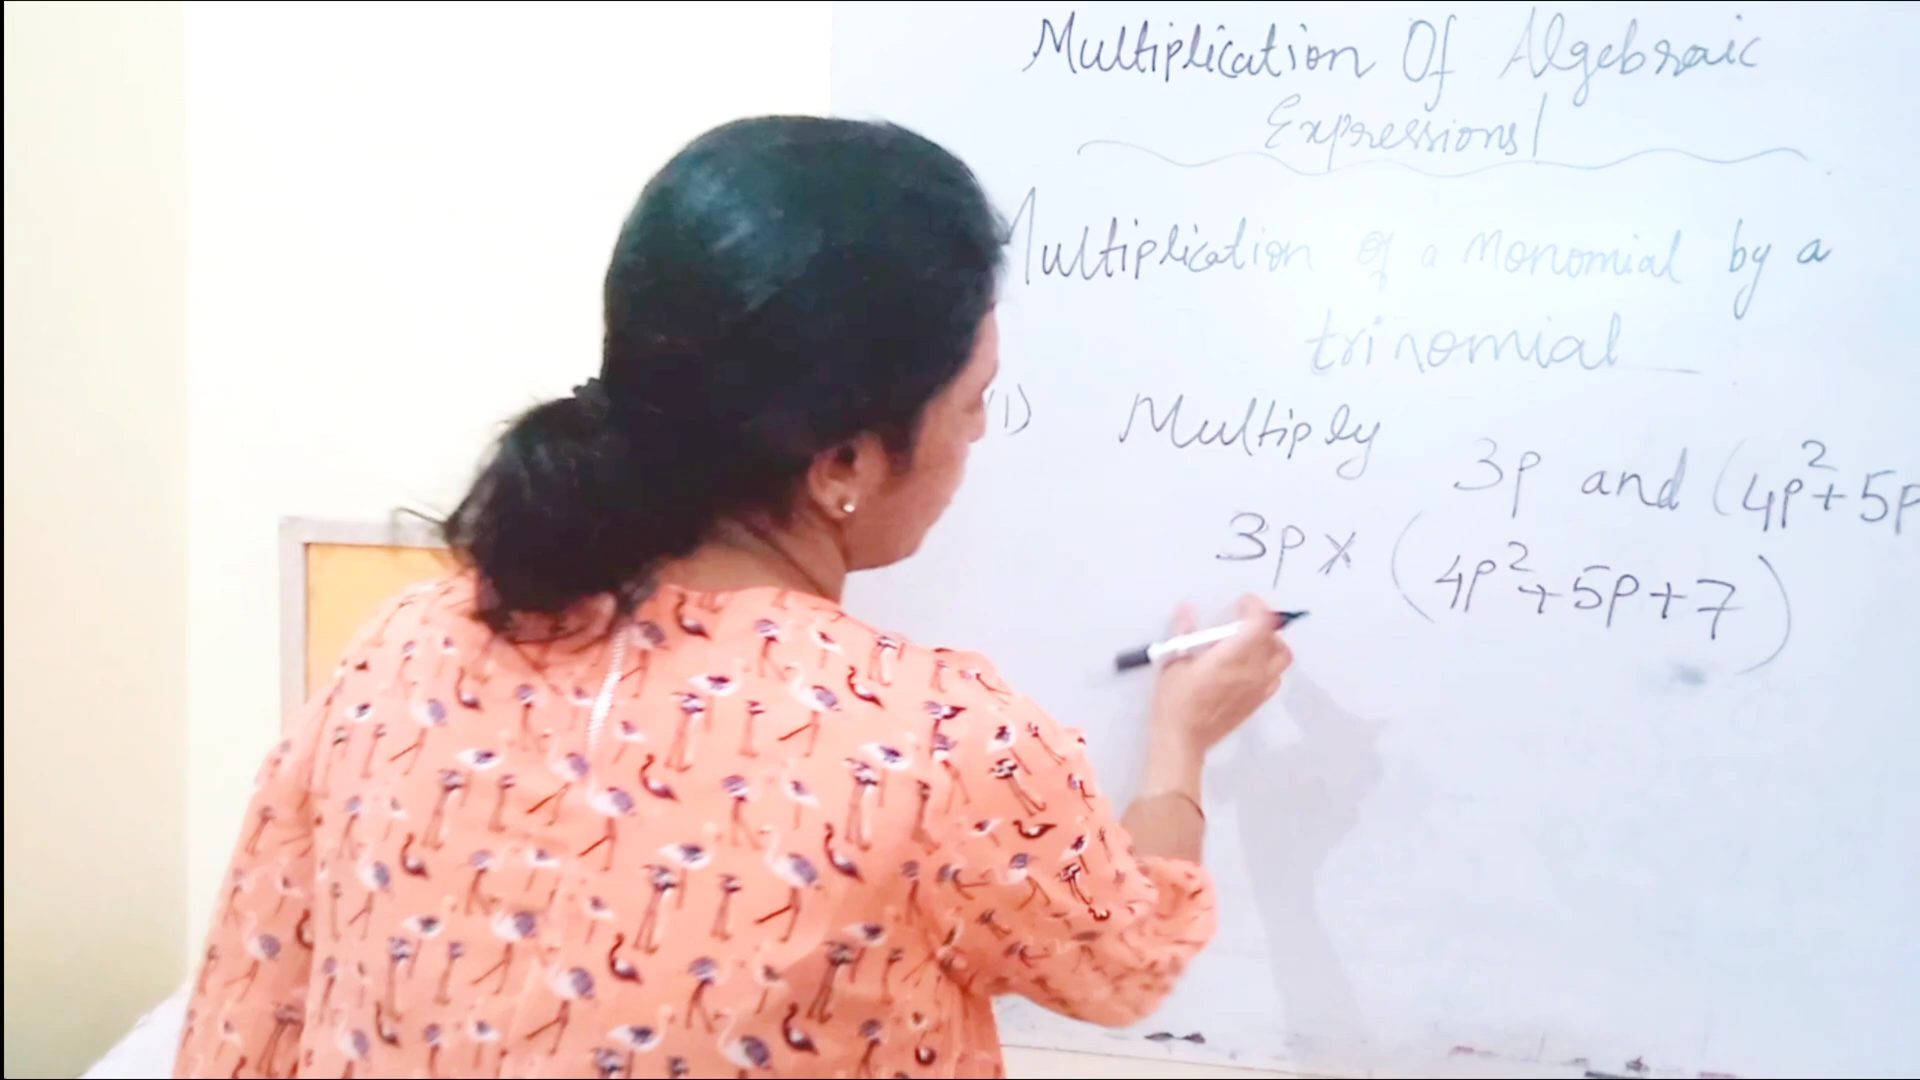 Multiplication Of Algebraic
Expressions
Multiplication of a Monomial by a
trinomial
1) Multiply 3p and (4p²+5p
3p × (4p²+5p+7)